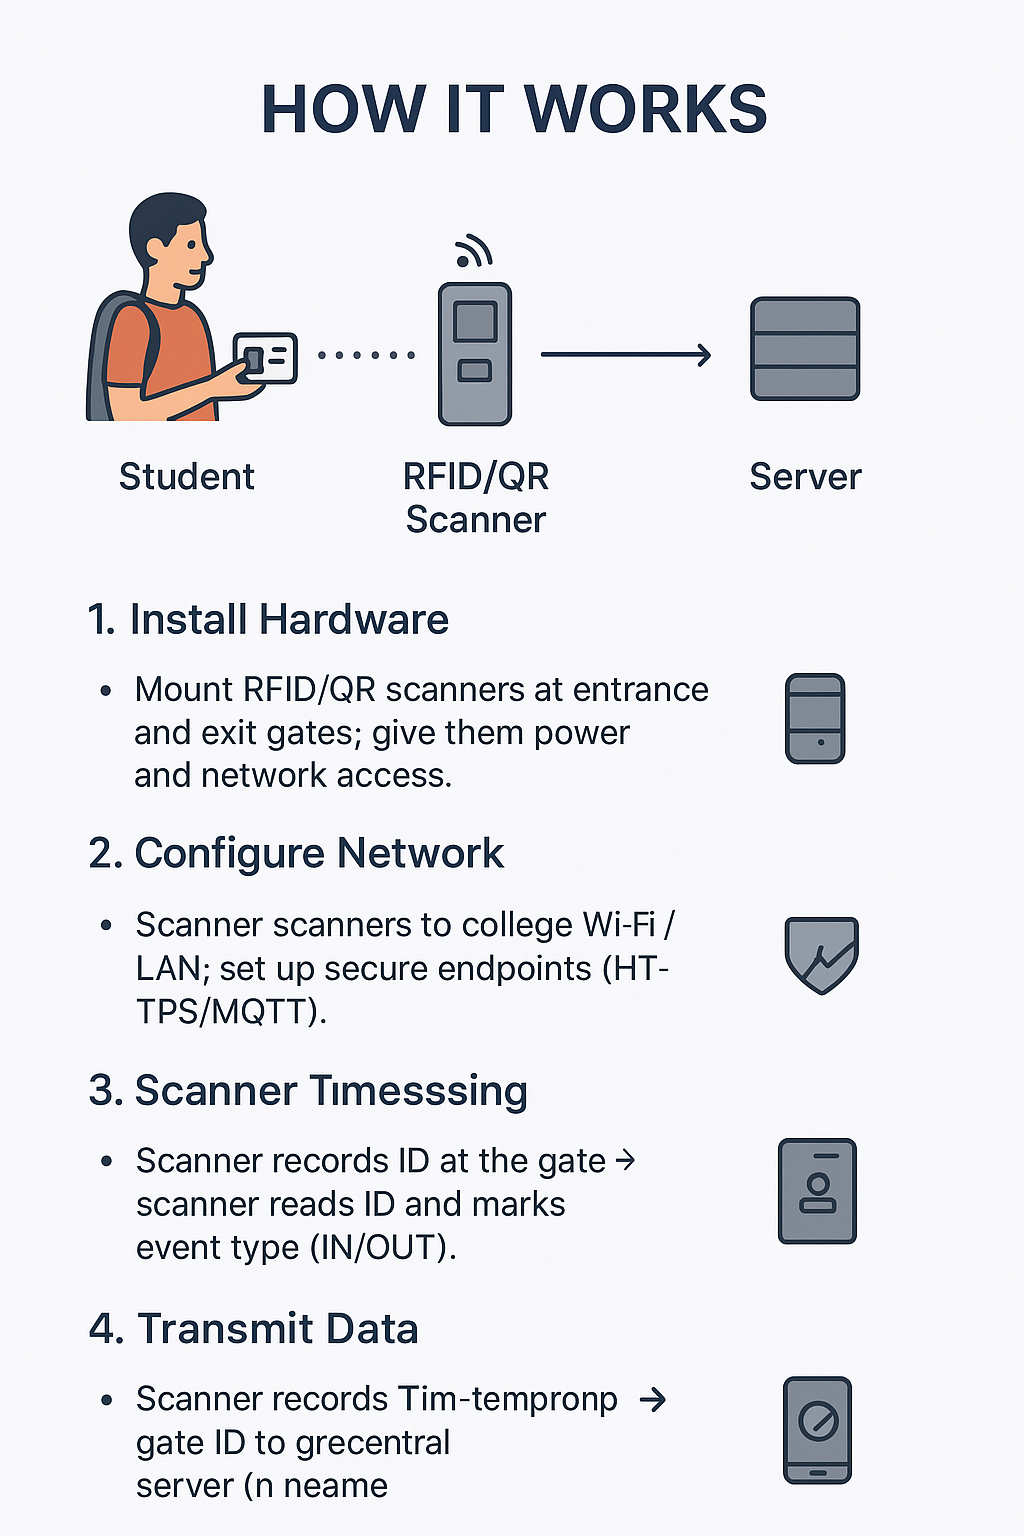 HOW IT WORKS
Student
RFID/QR
Scanner
Server
1. Install Hardware
• Mount RFID/QR scanners at entrance
and exit gates; give them power
and network access.
2. Configure Network
• Scanner scanners to college Wi-Fi /
LAN; set up secure endpoints (HT-
TPS/MQTT).
3. Scanner Tımesssing
• Scanner records ID at the gate →
scanner reads ID and marks
event type (IN/OUT).
4. Transmit Data
• Scanner records Tim-tempronp →
gate ID to grecentral
server (n neame